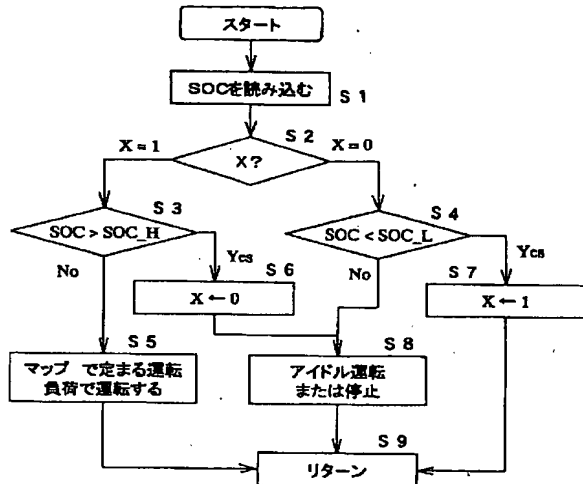 スタート
SOCを読み込む
S 1
S 2
X = 1
X = 0
X?
S 3
S 4
SOC > SOC_H
SOC < SOC_L
Yes
No
No
Yes
S 6
S 7
X ← 0
X ← 1
S 5
S 8
マップ で定まる運転
負荷で運転する
アイドル運転
または停止
S 9
リターン